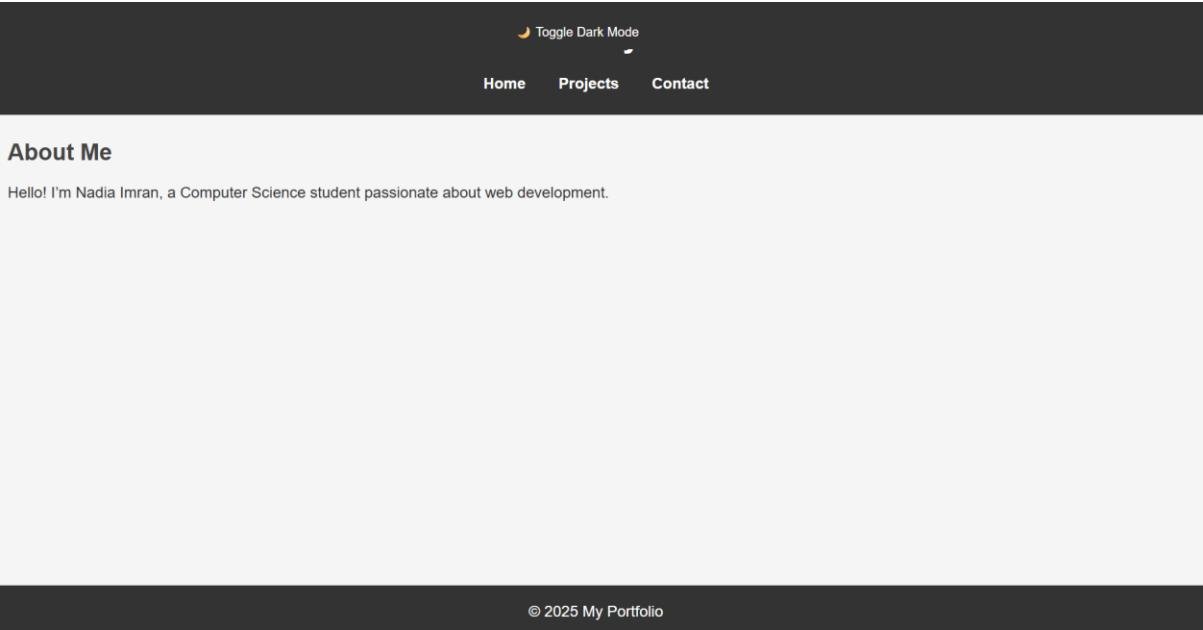 🌙 Toggle Dark Mode
Home Projects Contact
About Me
Hello! I'm Nadia Imran, a Computer Science student passionate about web development.
© 2025 My Portfolio